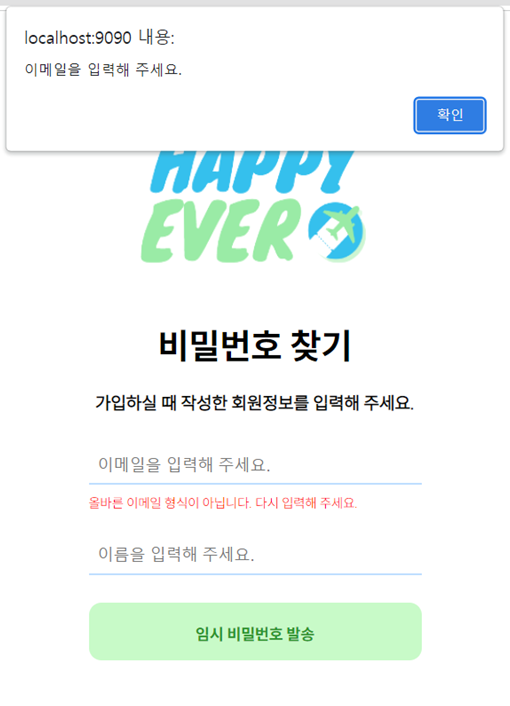 localhost:9090 내용:
이메일을 입력해 주세요.
확인
HAPPY
EVER
비밀번호 찾기
가입하실 때 작성한 회원정보를 입력해 주세요.
이메일을 입력해 주세요.
올바른 이메일 형식이 아닙니다. 다시 입력해 주세요.
이름을 입력해 주세요.
임시 비밀번호 발송